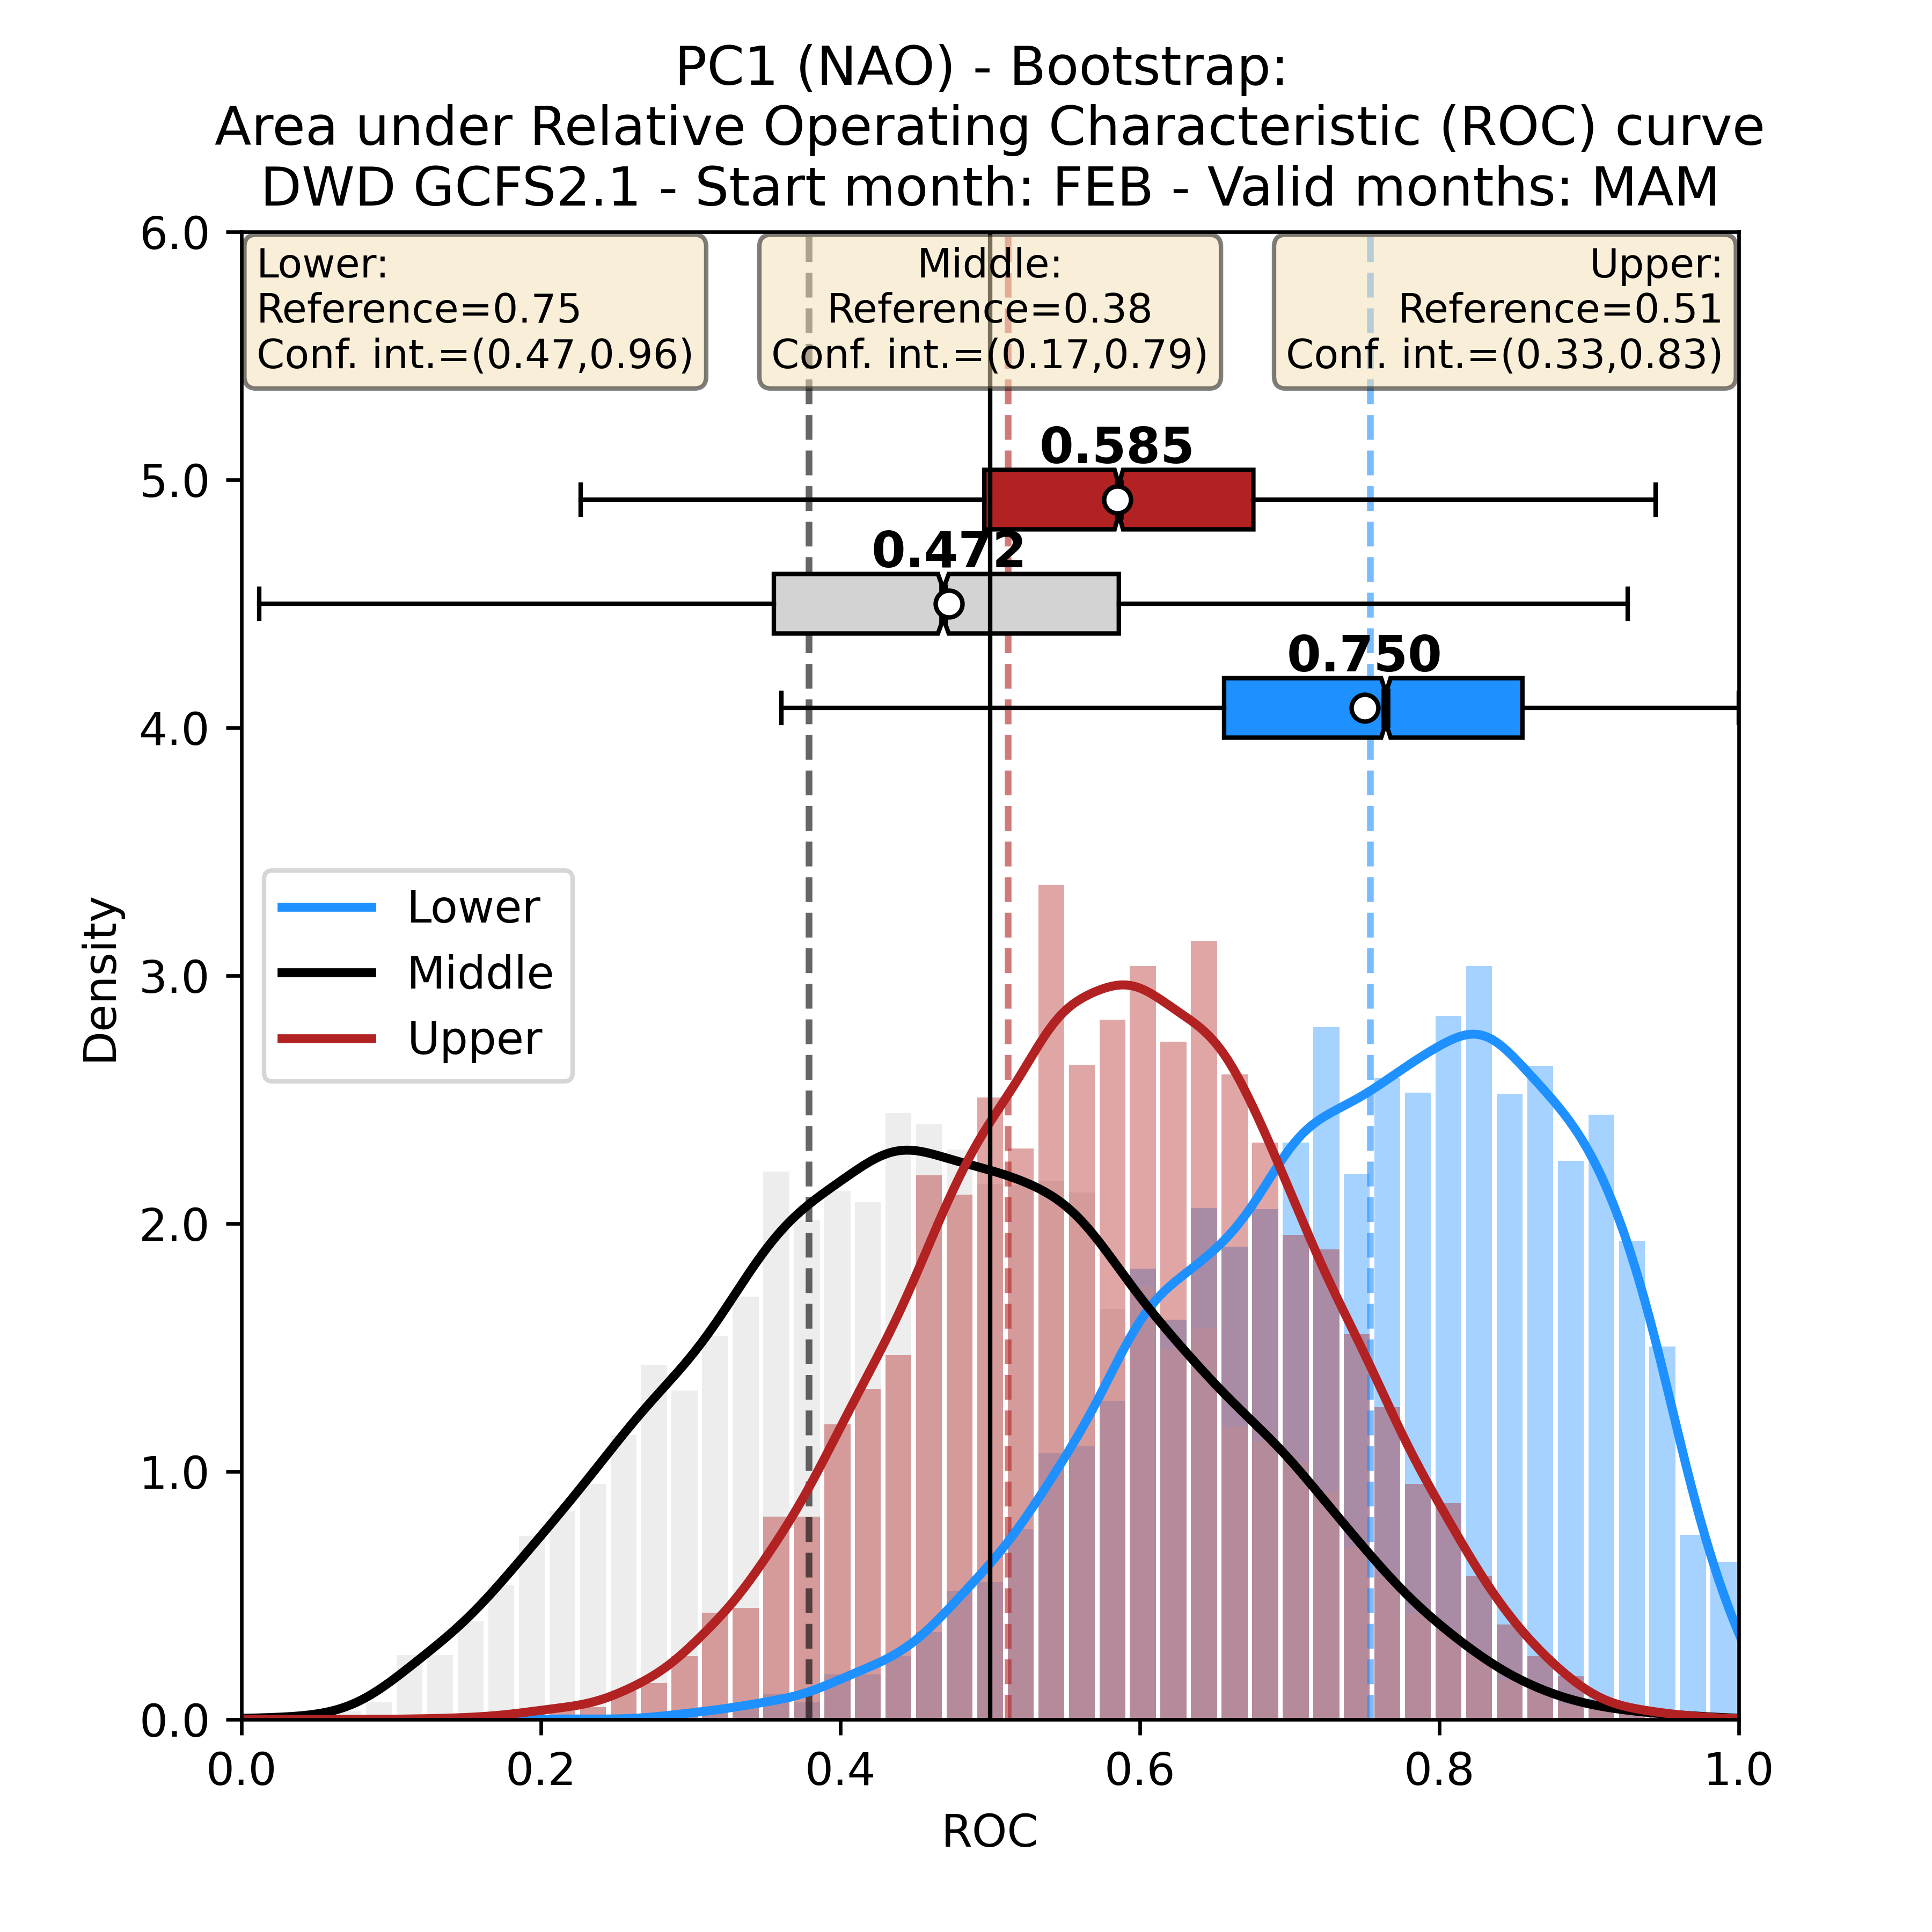 PC1 (NAO) - Bootstrap:
Area under Relative Operating Characteristic (ROC) curve
DWD GCFS2.1 - Start month: FEB - Valid months: MAM
Lower:
Reference=0.75
Conf. int.=(0.47,0.96)
Middle:
Reference=0.38
Conf. int.=(0.17,0.79)
Upper:
Reference=0.51
Conf. int.=(0.33,0.83)
0.585
0.472
0.750
Lower
Middle
Upper
Density
6.0
5.0
4.0
3.0
2.0
1.0
0.0
0.0 0.2 0.4 0.6 0.8 1.0
ROC